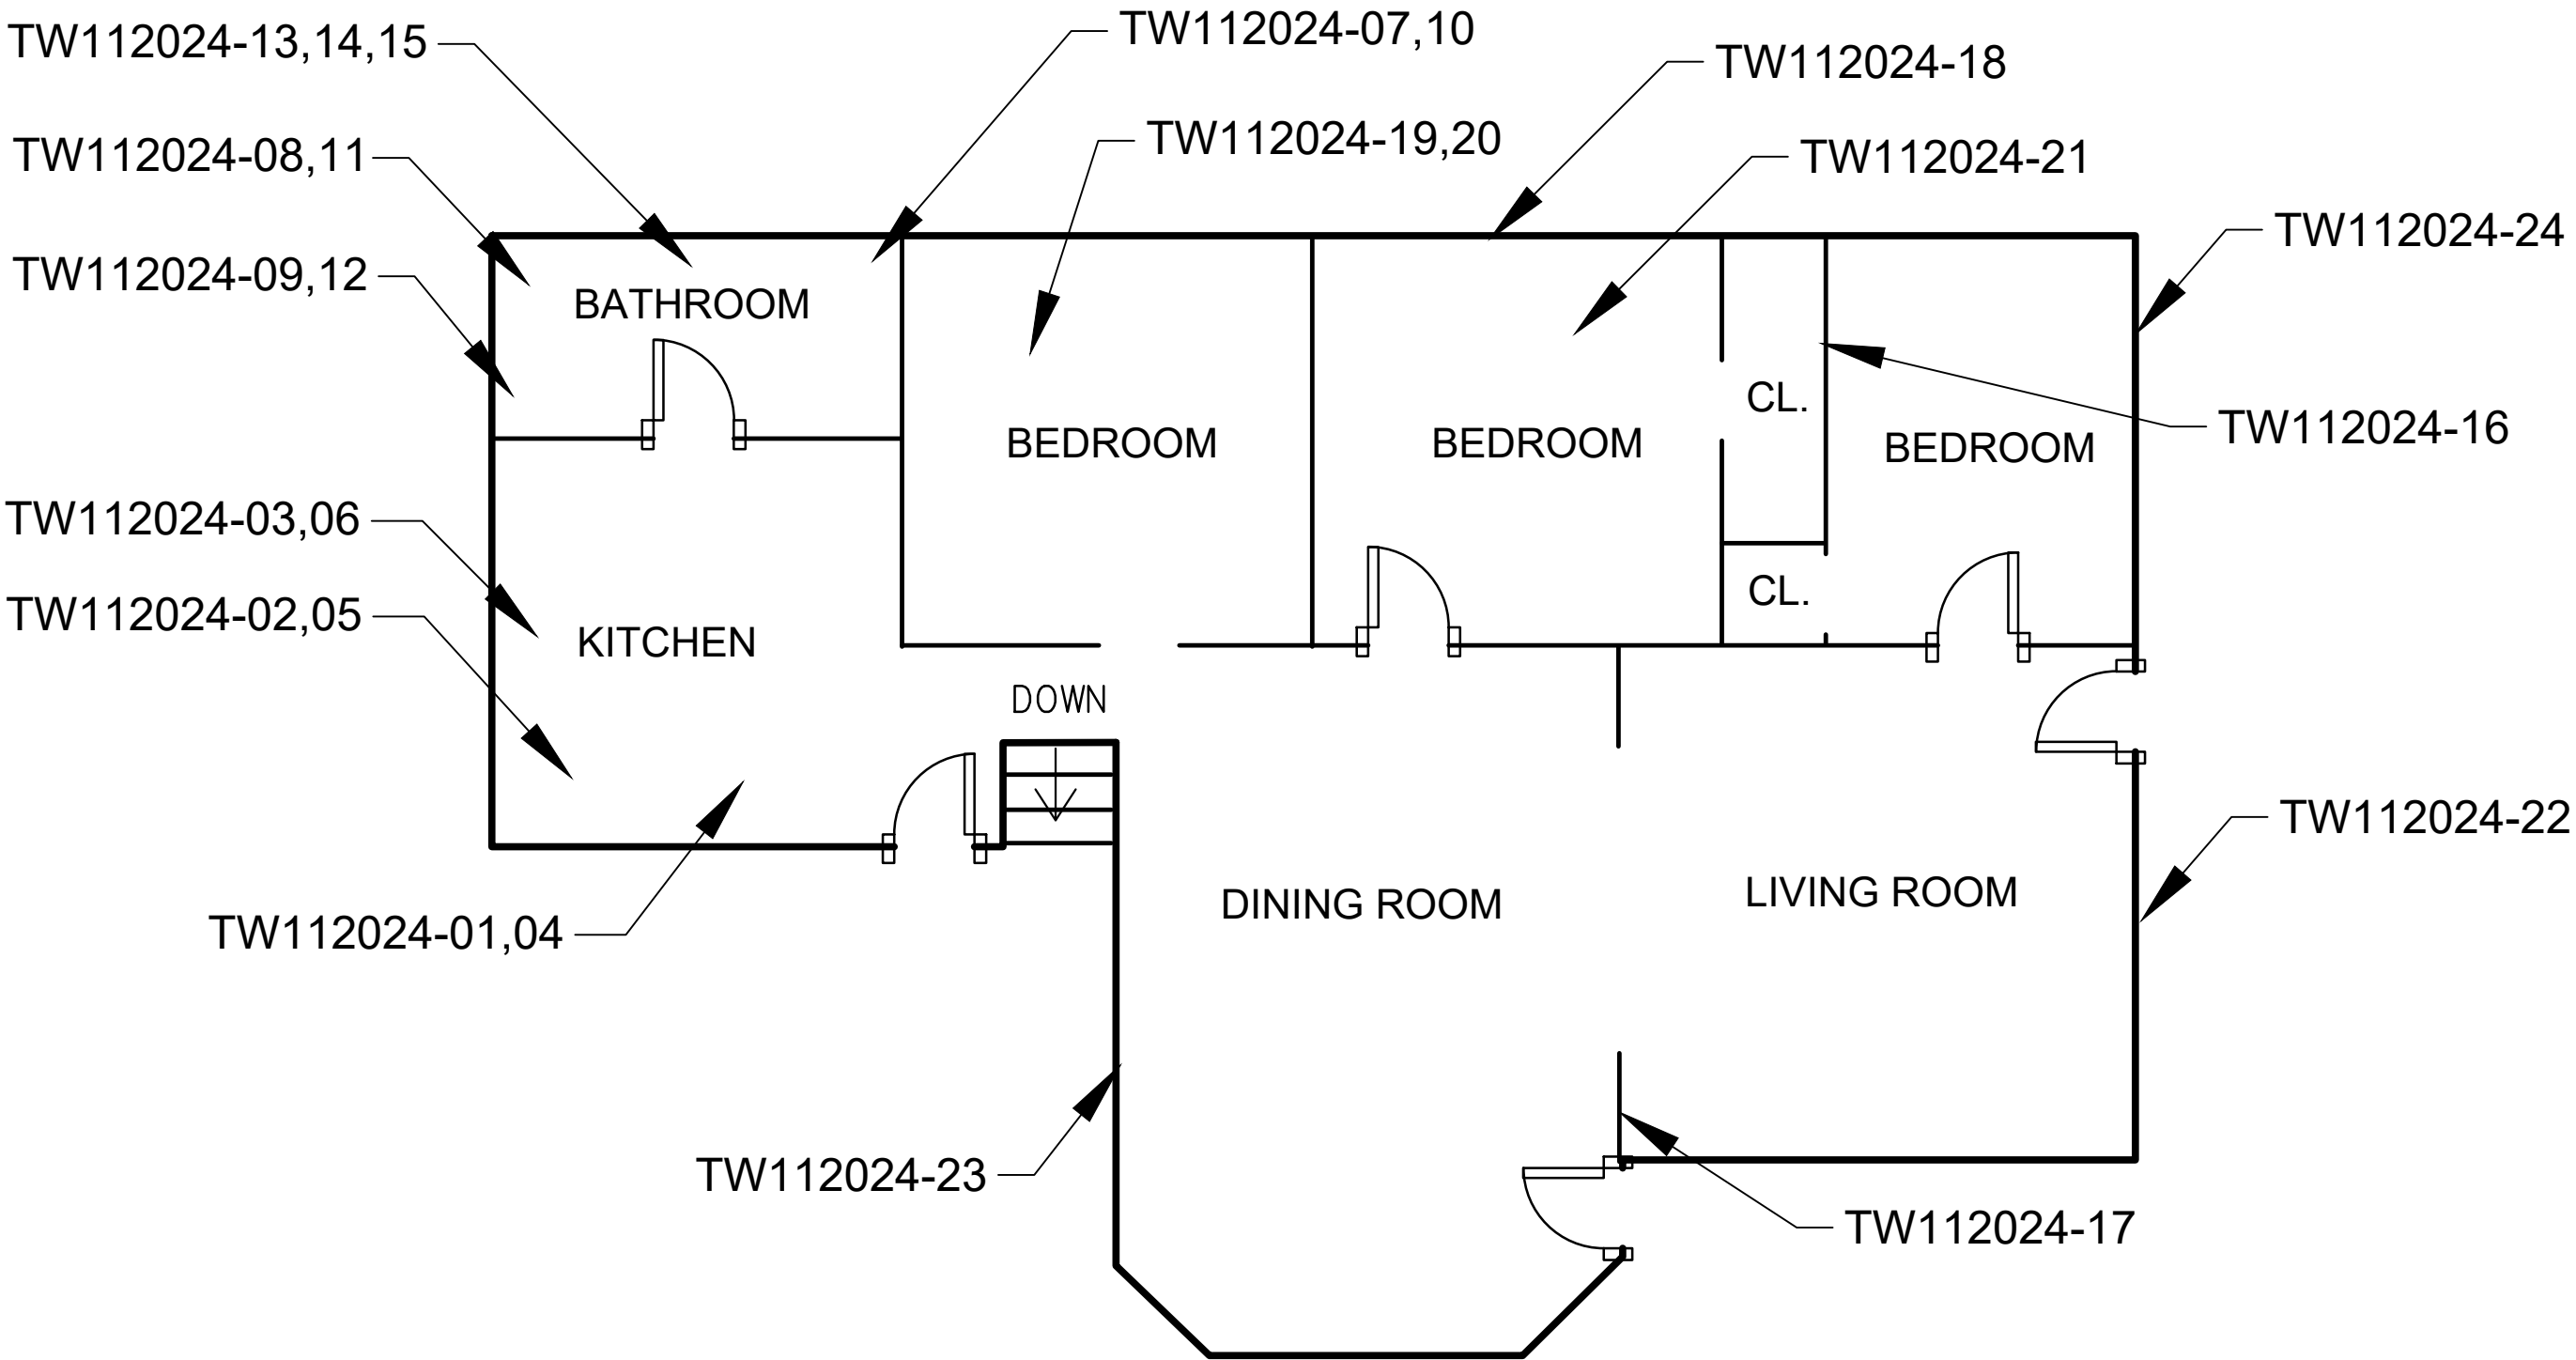 TW112024-13,14,15
TW112024-07,10
TW112024-18
TW112024-08,11
TW112024-19,20
TW112024-21
TW112024-24
TW112024-09,12
BATHROOM
CL.
TW112024-16
BEDROOM
BEDROOM
BEDROOM
TW112024-03,06
CL.
TW112024-02,05
KITCHEN
DOWN
TW112024-22
DINING ROOM
LIVING ROOM
TW112024-01,04
TW112024-23
TW112024-17